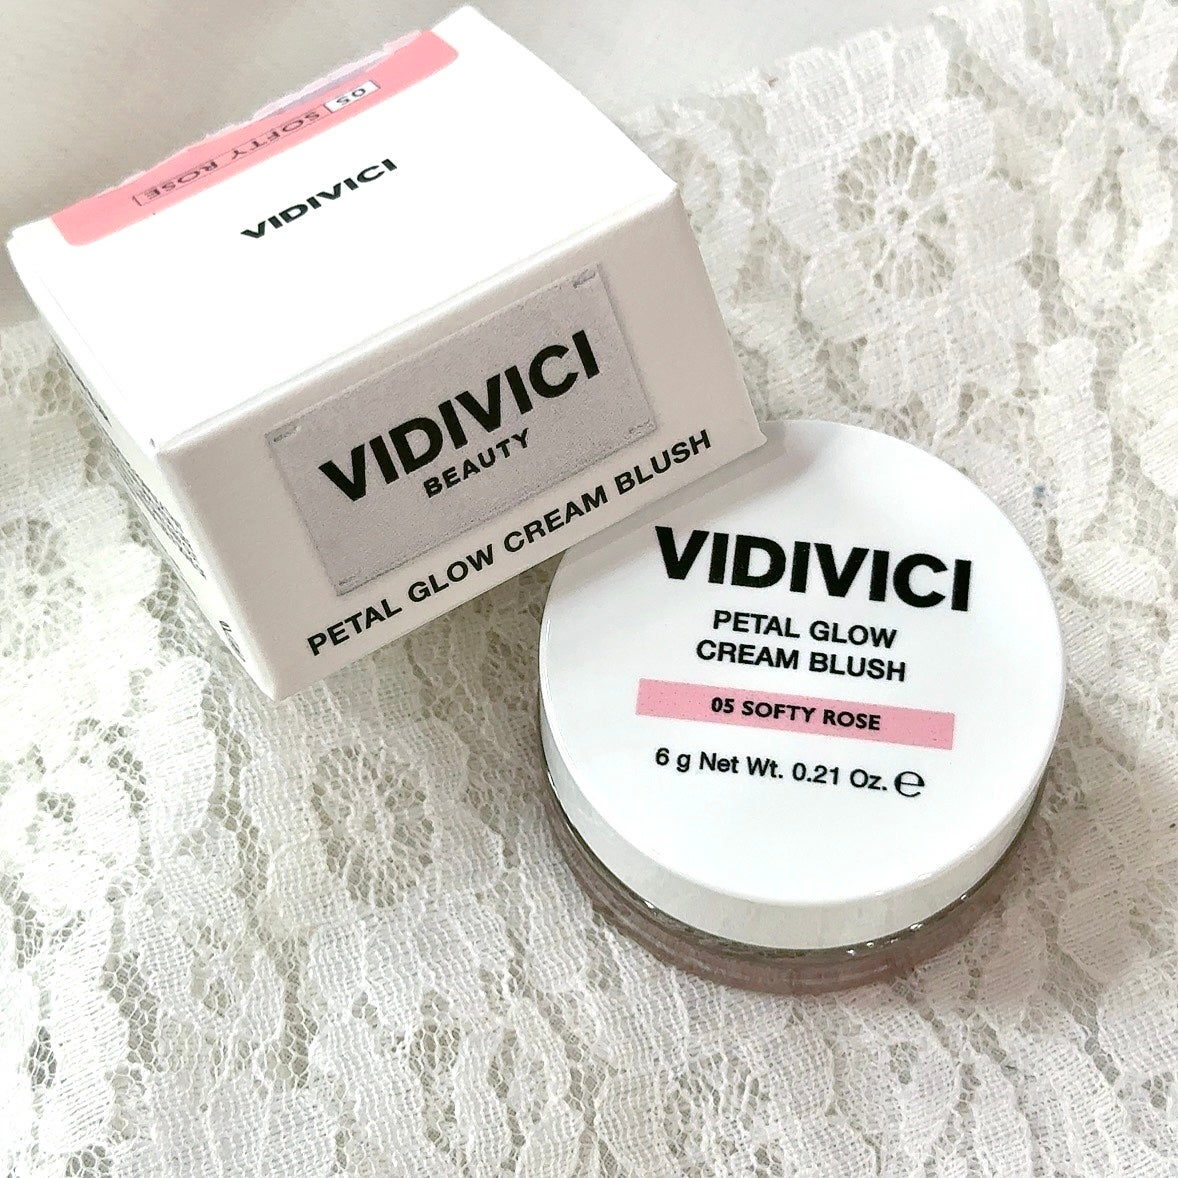 05 SOFTY ROSE
VIDIVICI
VIDIVICI
BEAUTY
PETAL GLOW CREAM BLUSH
VIDIVICI
PETAL GLOW
CREAM BLUSH
05 SOFTY ROSE
6 g Net Wt. 0.21 Oz. ℮